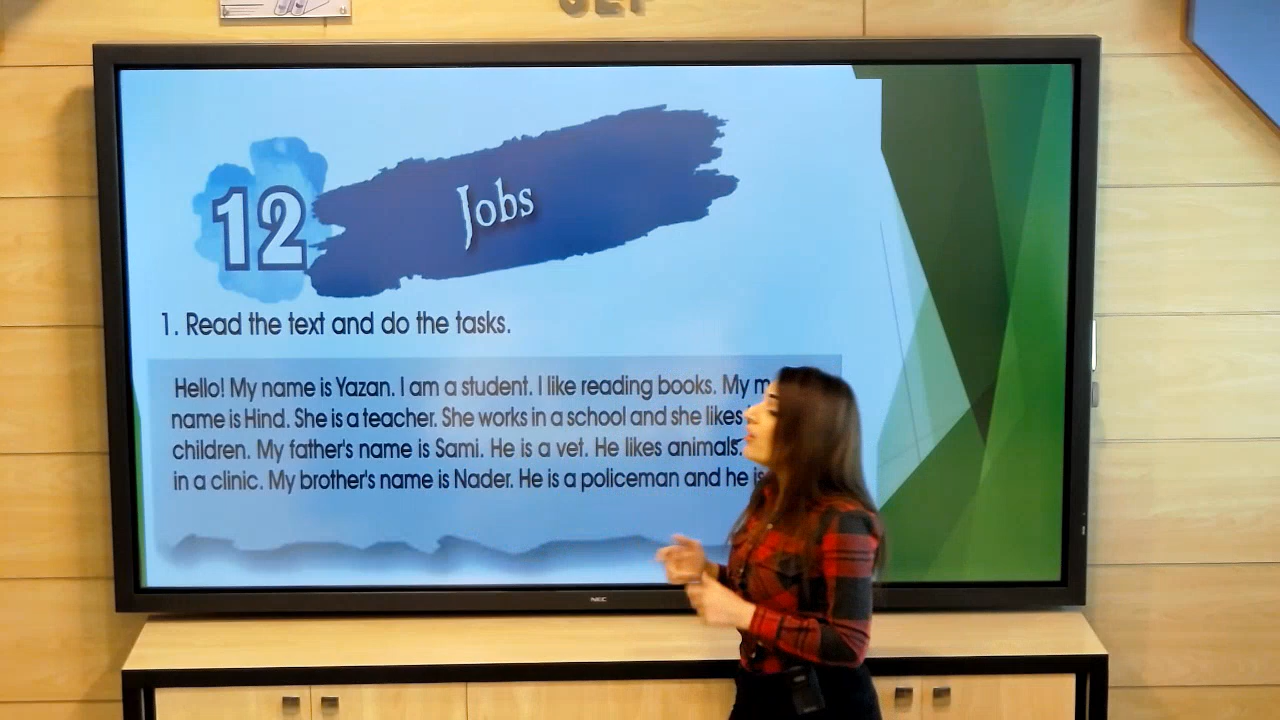 12
Jobs
1. Read the text and do the tasks.
Hello! My name is Yazan. I am a student. I like reading books. My
name is Hind. She is a teacher. She works in a school and she likes
children. My father's name is Sami. He is a vet. He likes animals.
in a clinic. My brother's name is Nader. He is a policeman and he is
NEC